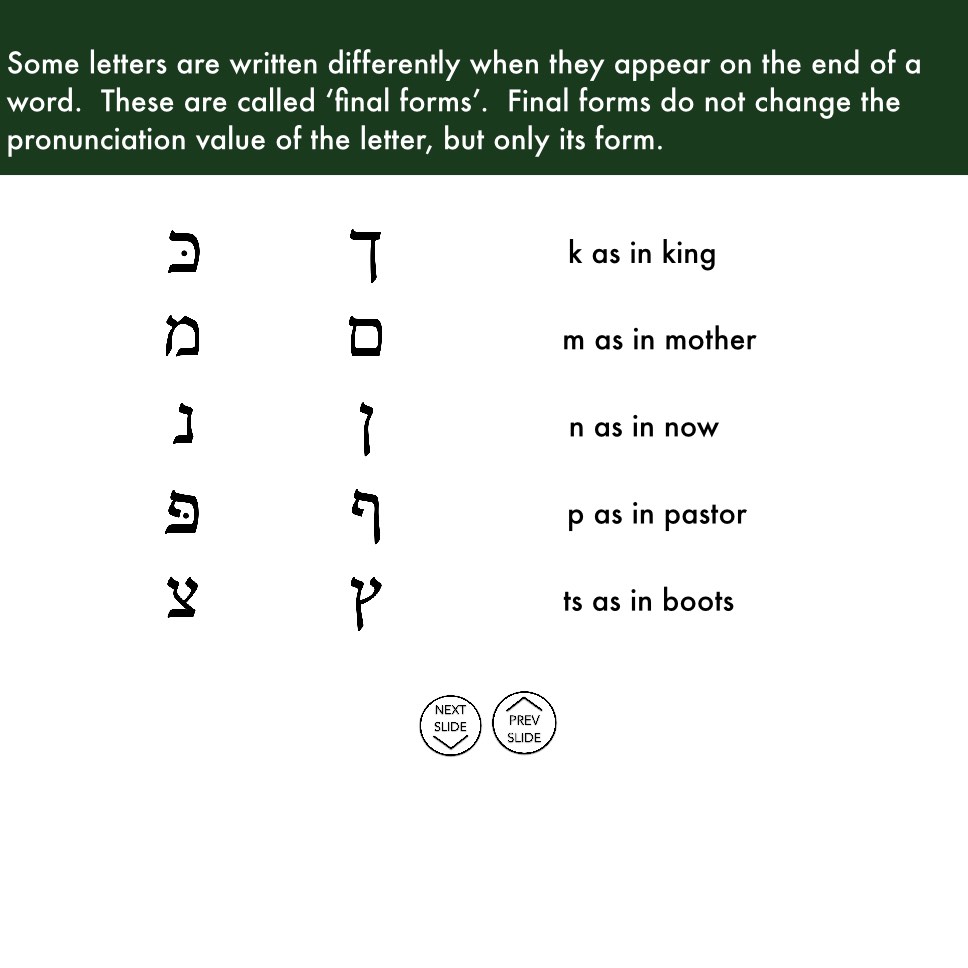 Some letters are written differently when they appear on the end of a
word.  These are called ‘final forms’.  Final forms do not change the
pronunciation value of the letter, but only its form.
כּ ך k as in king
מ ם m as in mother
נ ן n as in now
פּ ף p as in pastor
צ ץ ts as in boots
NEXT
SLIDE
PREV
SLIDE